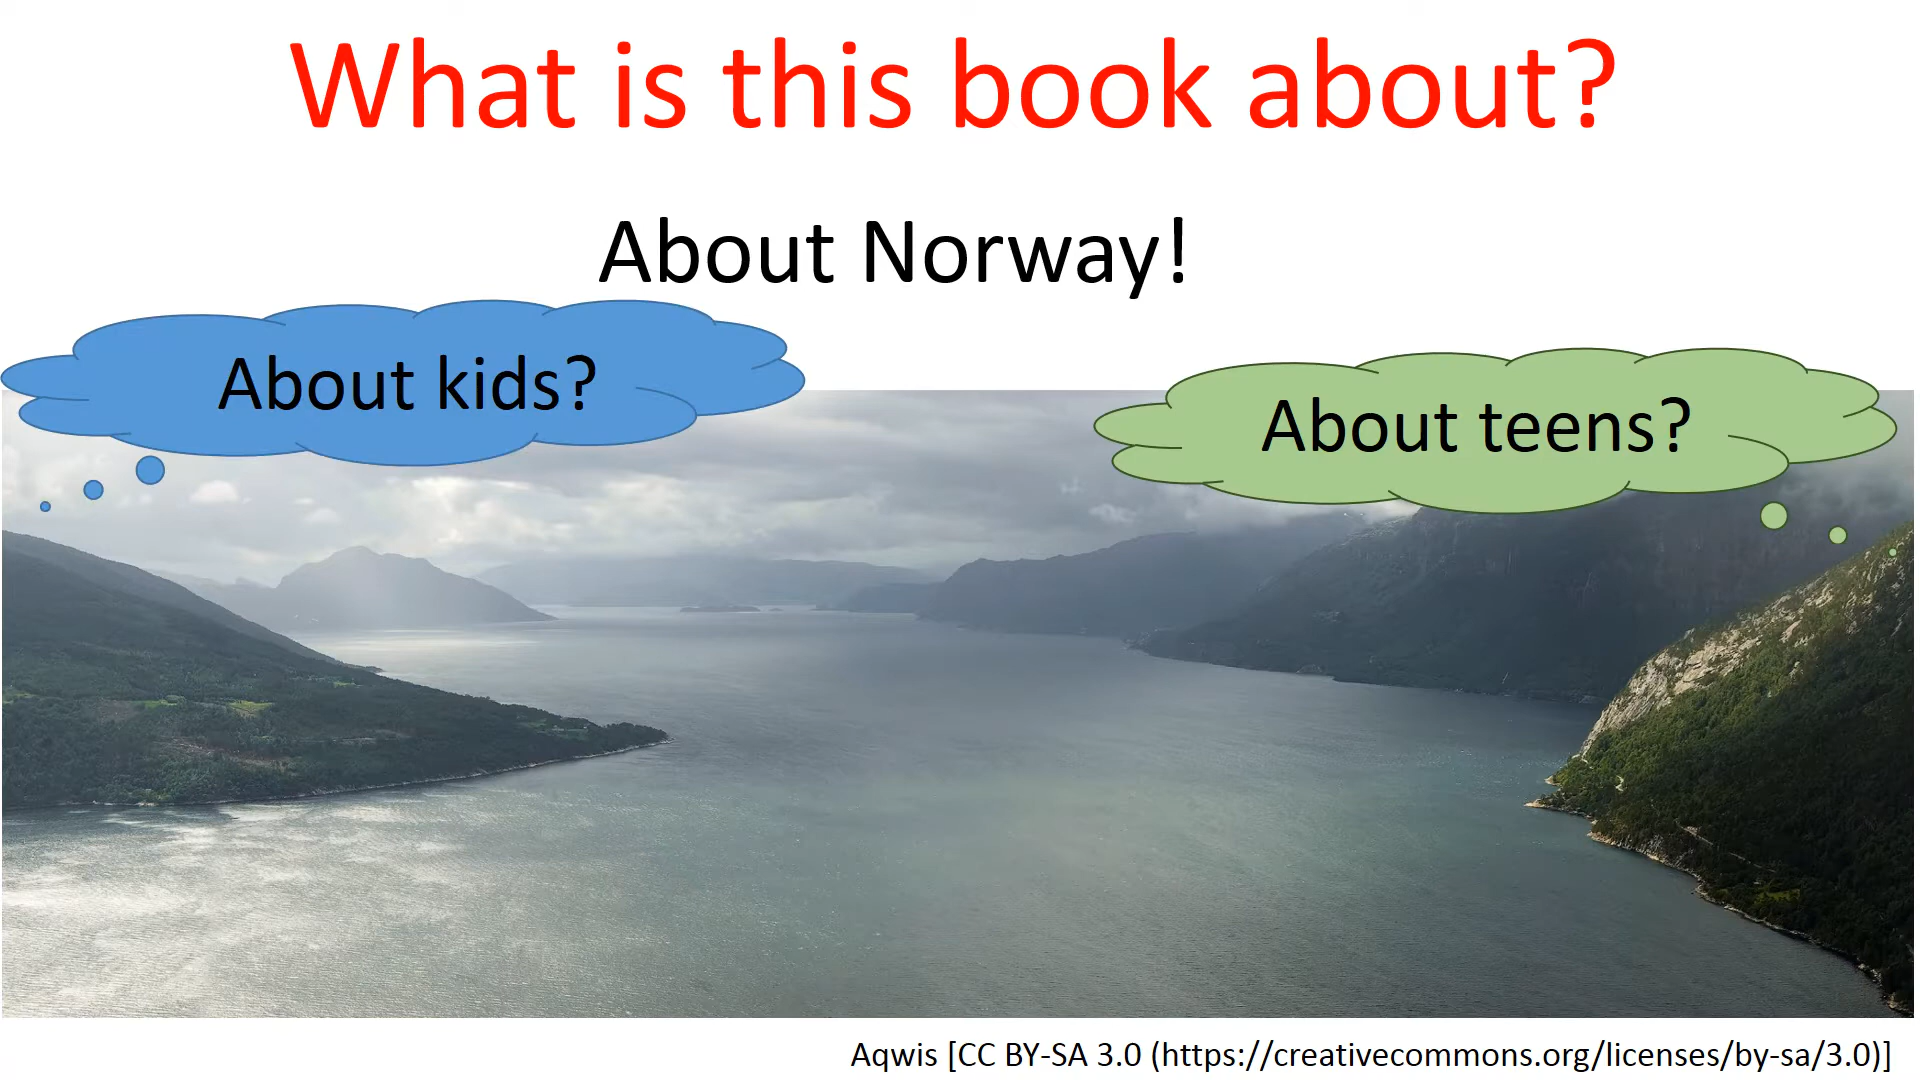 What is this book about?
About Norway!
About kids?
About teens?
Aqwis [CC BY-SA 3.0 (https://creativecommons.org/licenses/by-sa/3.0)]